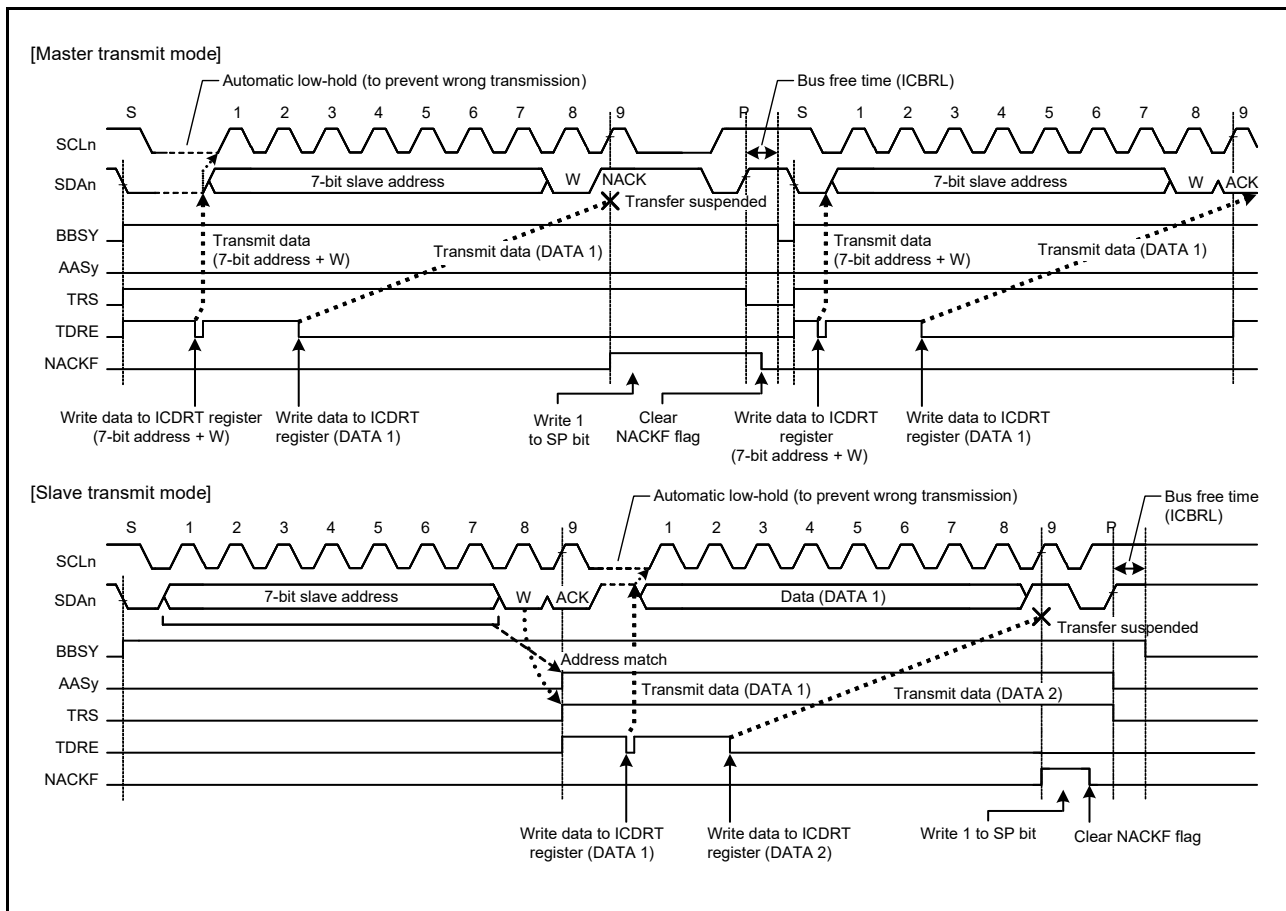 [Master transmit mode]
Automatic low-hold (to prevent wrong transmission)
Bus free time (ICBRL)
S 1 2 3 4 5 6 7 8 9 P S 1 2 3 4 5 6 7 8 9
SCLn
SDAn 7-bit slave address W NACK 7-bit slave address W ACK
Transfer suspended
BBSY
Transmit data
(7-bit address + W)
Transmit data (DATA 1)
Transmit data
(7-bit address + W)
Transmit data (DATA 1)
AASy
TRS
TDRE
NACKF
Write data to ICDRT register
(7-bit address + W)
Write data to ICDRT
register (DATA 1)
Write 1
to SP bit
Clear
NACKF flag
Write data to ICDRT
register
(7-bit address + W)
Write data to ICDRT
register (DATA 1)
[Slave transmit mode]
Automatic low-hold (to prevent wrong transmission)
Bus free time
(ICBRL)
S 1 2 3 4 5 6 7 8 9 1 2 3 4 5 6 7 8 9 P
SCLn
SDAn 7-bit slave address W ACK Data (DATA 1)
Transfer suspended
BBSY
Address match
AASy
Transmit data (DATA 1) Transmit data (DATA 2)
TRS
TDRE
NACKF
Write data to ICDRT
register (DATA 1)
Write data to ICDRT
register (DATA 2)
Write 1 to SP bit
Clear NACKF flag